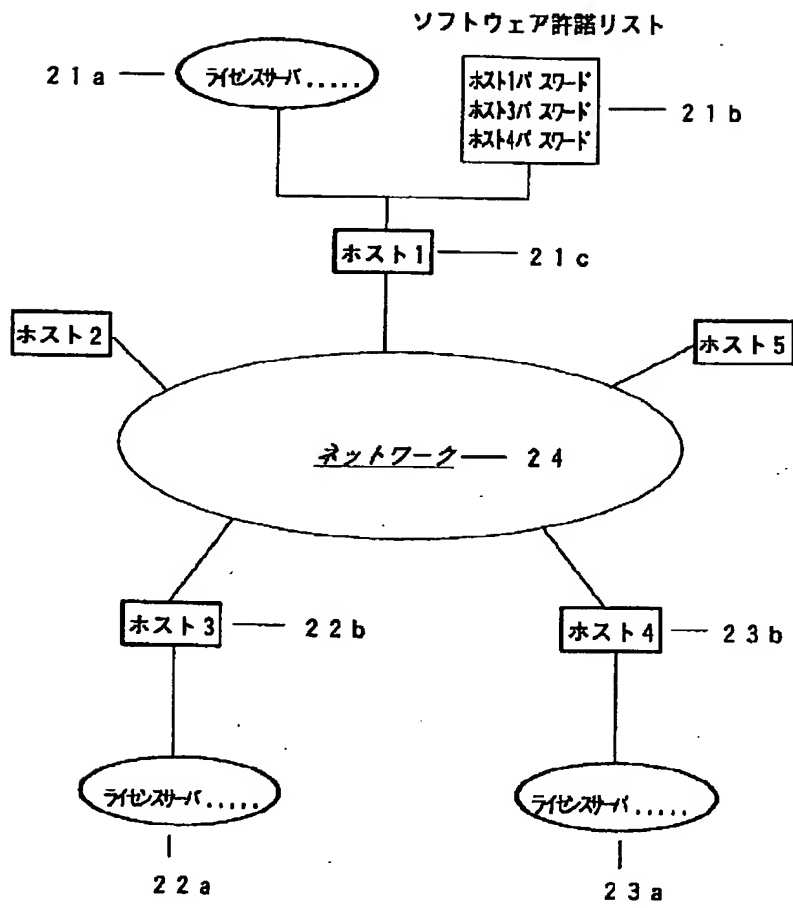 ソフトウェア許諾リスト
21a
ライセンスサーバ.....
ホスト1パスワード
ホスト3パスワード
ホスト4パスワード
21b
ホスト1
21c
ホスト2
ホスト5
ネットワーク
24
ホスト3
22b
ホスト4
23b
ライセンスサーバ.....
ライセンスサーバ.....
22a
23a